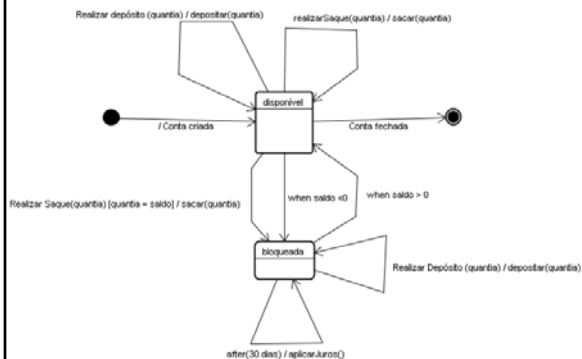 Realizar depósito (quantia) / depositar(quantia)
realizarSaque(quantia) / sacar(quantia)
disponível
/ Conta criada
Conta fechada
Realizar Saque(quantia) [quantia = saldo] / sacar(quantia)
when saldo <0
when saldo > 0
bloqueada
Realizar Depósito (quantia) / depositar(quantia)
after(30 dias) / aplicarJuros()